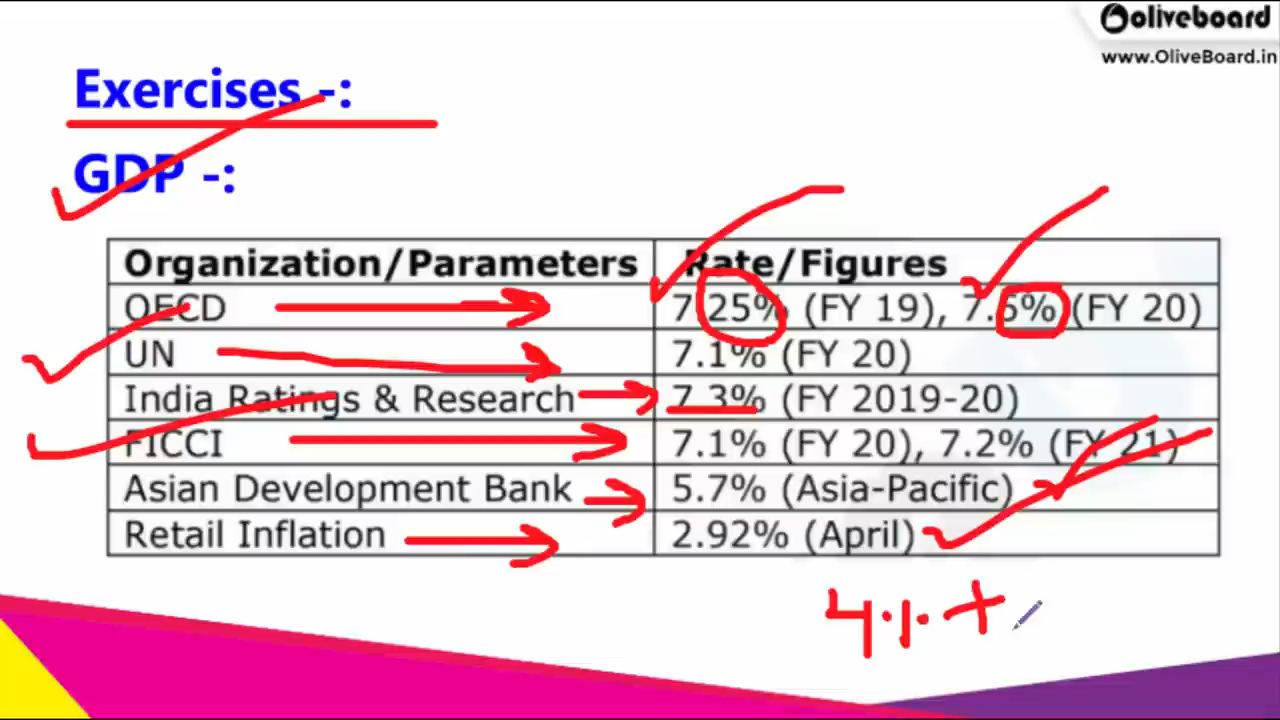 oliveboard
www.OliveBoard.in
Exercises -:
GDP -:
Organization/Parameters Rate/Figures
OECD 7.25% (FY 19), 7.5% (FY 20)
UN 7.1% (FY 20)
India Ratings & Research 7.3% (FY 2019-20)
FICCI 7.1% (FY 20), 7.2% (FY 21)
Asian Development Bank 5.7% (Asia-Pacific)
Retail Inflation 2.92% (April)
4% +